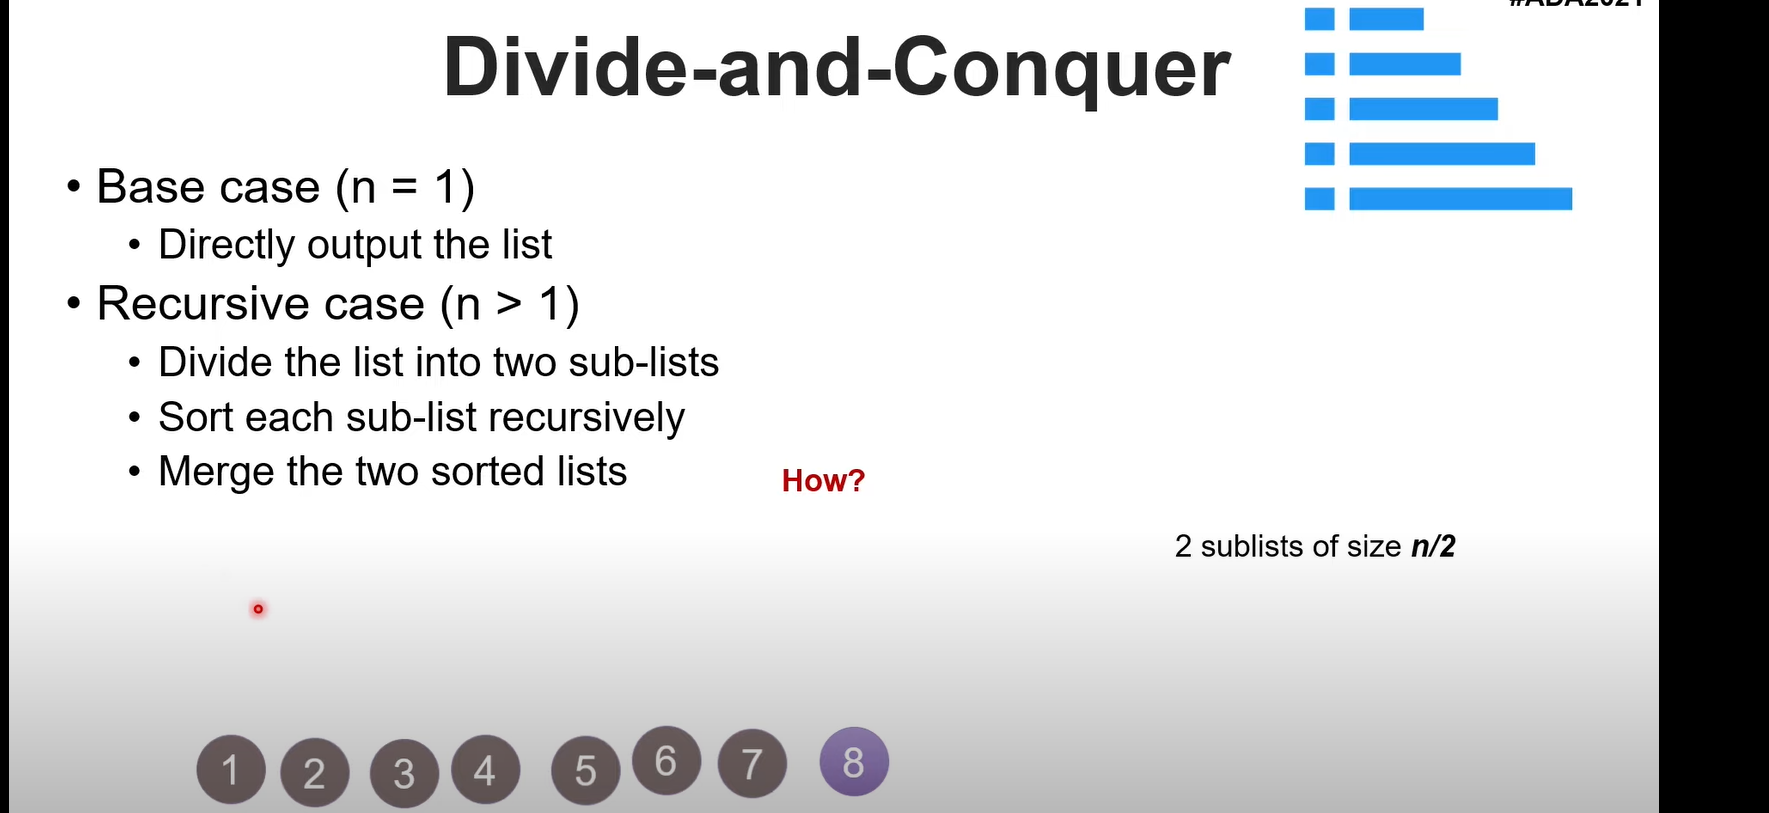 #ADA2021
Divide-and-Conquer
• Base case (n = 1)
• Directly output the list
• Recursive case (n > 1)
• Divide the list into two sub-lists
• Sort each sub-list recursively
• Merge the two sorted lists
How?
2 sublists of size n/2
1 2 3 4 5 6 7 8